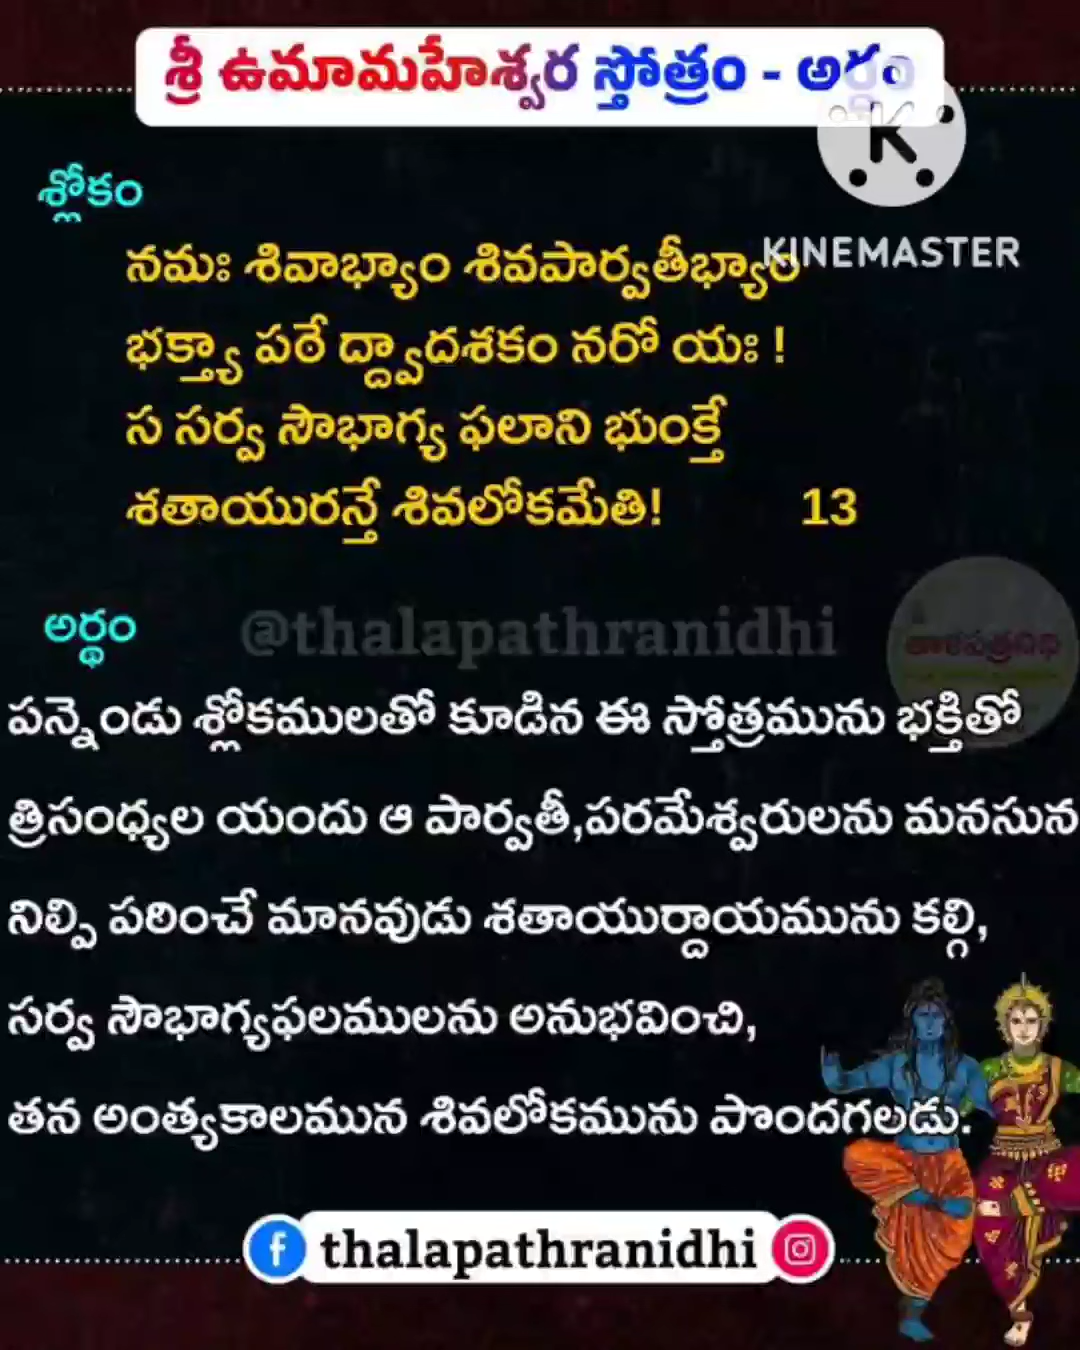 శ్రీ ఉమామహేశ్వర స్తోత్రం - అర్థం
శ్లోకం
నమః శివాభ్యాం శివపార్వతీభ్యాం
KINEMASTER
భక్త్యా పఠే ద్ద్వాదశకం నరో యః !
స సర్వ సౌభాగ్య ఫలాని భుంక్తే
శతాయురన్తే శివలోకమేతి! 13
అర్థం
@thalapathranidhi
తాళపత్రనిధి
పన్నెండు శ్లోకములతో కూడిన ఈ స్తోత్రమును భక్తితో
త్రిసంధ్యల యందు ఆ పార్వతీ,పరమేశ్వరులను మనసున
నిల్పి పఠించే మానవుడు శతాయుర్దాయమును కల్గి,
సర్వ సౌభాగ్యఫలములను అనుభవించి,
తన అంత్యకాలమున శివలోకమును పొందగలడు.
thalapathranidhi